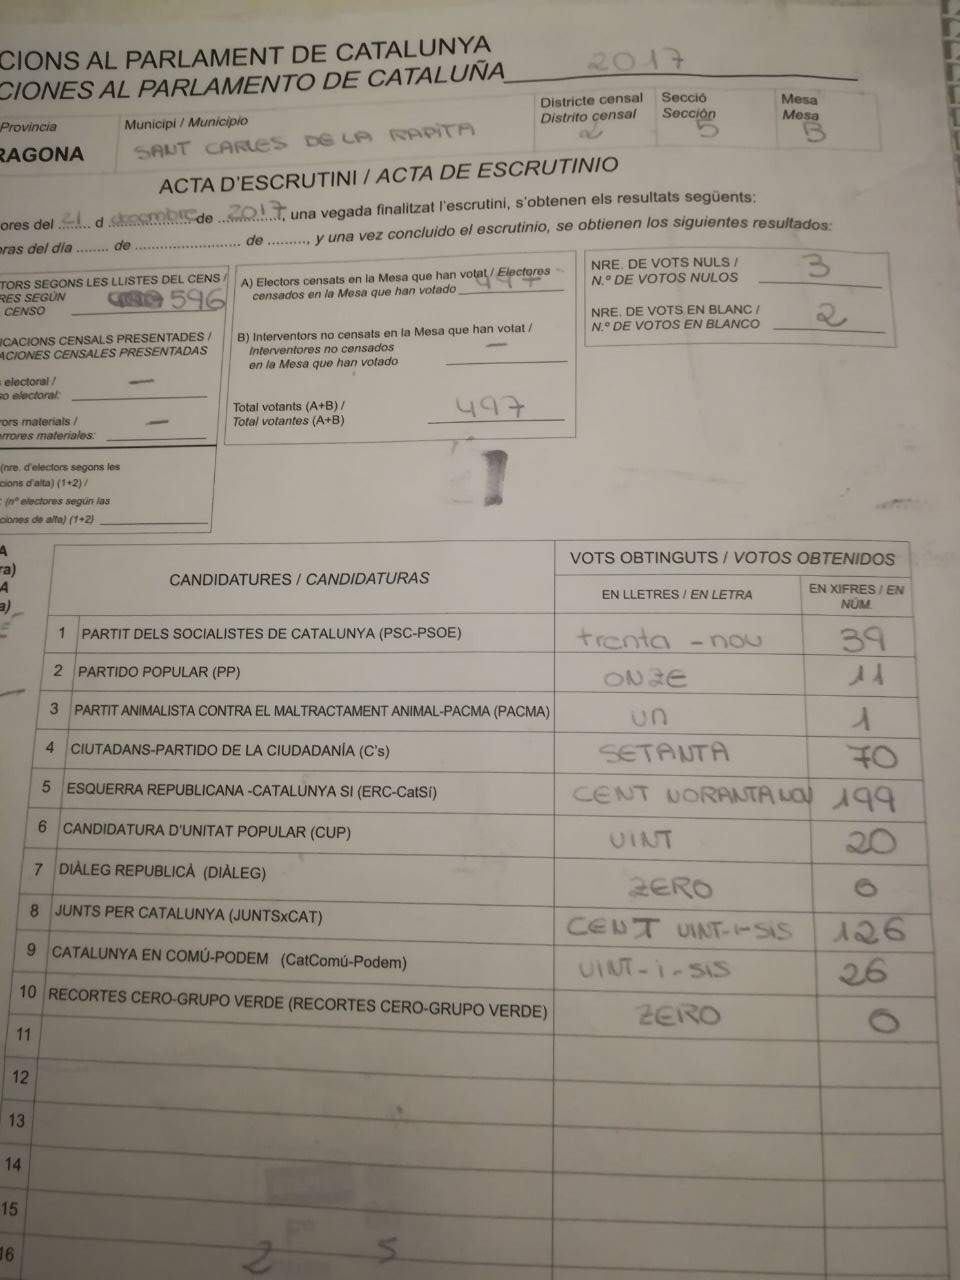 CIONS AL PARLAMENT DE CATALUNYA
CIONES AL PARLAMENTO DE CATALUÑA 2017
Provincia
RAGONA
Municipi / Municipio
SANT CARLES DE LA RAPITA
Districte censal
Distrito censal
2
Secció
Sección
5
Mesa
Mesa
B
ACTA D'ESCRUTINI / ACTA DE ESCRUTINIO
ores del 21 d desembre de 2017, una vegada finalitzat l'escrutini, s'obtenen els resultats següents:
oras del día ........ de ........................ de ........., y una vez concluido el escrutinio, se obtienen los siguientes resultados:
TORS SEGONS LES LLISTES DEL CENS /
RES SEGÚN
CENSO 596
ICACIONS CENSALS PRESENTADES /
ACIONES CENSALES PRESENTADAS
electoral /
so electoral: —
rors materials /
errores materiales: —
(nre. d'electors segons les
cions d'alta) (1+2) /
: (nº electores según las
ciones de alta) (1+2)
A) Electors censats en la Mesa que han votat / Electores
censados en la Mesa que han votado 497
B) Interventors no censats en la Mesa que han votat /
Interventores no censados
en la Mesa que han votado —
Total votants (A+B) /
Total votantes (A+B) 497
NRE. DE VOTS NULS /
N.º DE VOTOS NULOS 3
NRE. DE VOTS EN BLANC /
N.º DE VOTOS EN BLANCO 2
A
ra)
A
a)
CANDIDATURES / CANDIDATURAS
VOTS OBTINGUTS / VOTOS OBTENIDOS
EN LLETRES / EN LETRA
EN XIFRES / EN
NÚM.
1 PARTIT DELS SOCIALISTES DE CATALUNYA (PSC-PSOE) trenta - nou 39
2 PARTIDO POPULAR (PP) ONZE 11
3 PARTIT ANIMALISTA CONTRA EL MALTRACTAMENT ANIMAL-PACMA (PACMA) UN 1
4 CIUTADANS-PARTIDO DE LA CIUDADANÍA (C's) SETANTA 70
5 ESQUERRA REPUBLICANA -CATALUNYA SI (ERC-CatSí) CENT NORANTA NOU 199
6 CANDIDATURA D'UNITAT POPULAR (CUP) VINT 20
7 DIÀLEG REPUBLICÀ (DIÀLEG) ZERO 0
8 JUNTS PER CATALUNYA (JUNTSxCAT) CENT VINT-I-SIS 126
9 CATALUNYA EN COMÚ-PODEM (CatComú-Podem) VINT-i-SIS 26
10 RECORTES CERO-GRUPO VERDE (RECORTES CERO-GRUPO VERDE) ZERO 0
11
12
13
14
15
16
2 5